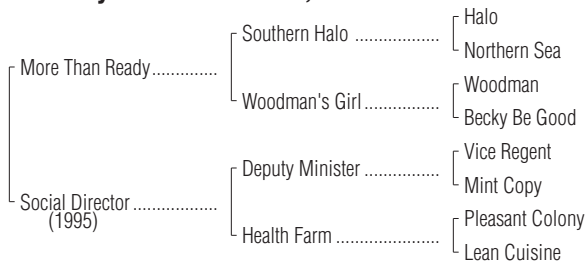 Halo
Southern Halo
Northern Sea
More Than Ready
Woodman
Woodman's Girl
Becky Be Good
Vice Regent
Deputy Minister
Mint Copy
Social Director
(1995)
Pleasant Colony
Health Farm
Lean Cuisine